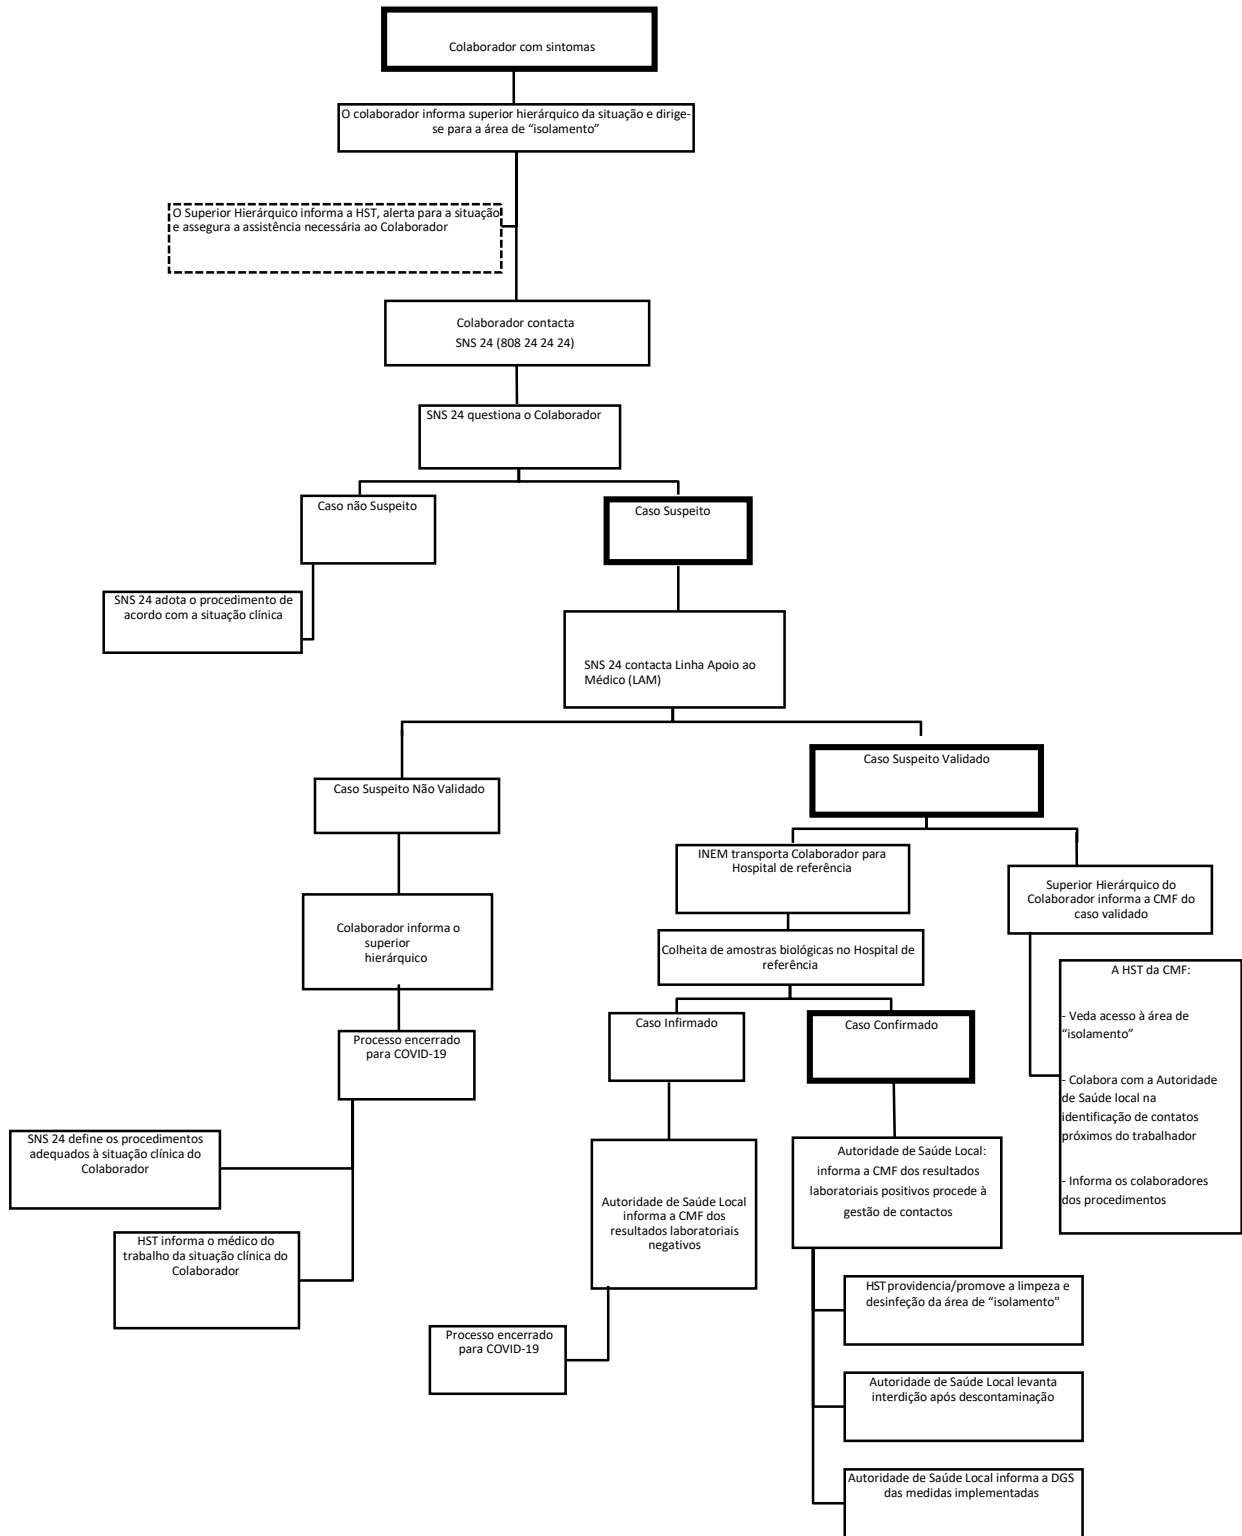 Colaborador com sintomas
O colaborador informa superior hierárquico da situação e dirige-
se para a área de “isolamento”
O Superior Hierárquico informa a HST, alerta para a situação
e assegura a assistência necessária ao Colaborador
Colaborador contacta
SNS 24 (808 24 24 24)
SNS 24 questiona o Colaborador
Caso não Suspeito
Caso Suspeito
SNS 24 adota o procedimento de
acordo com a situação clínica
SNS 24 contacta Linha Apoio ao
Médico (LAM)
Caso Suspeito Validado
Caso Suspeito Não Validado
INEM transporta Colaborador para
Hospital de referência
Superior Hierárquico do
Colaborador informa a CMF do
caso validado
Colaborador informa o
superior
hierárquico
Colheita de amostras biológicas no Hospital de
referência
A HST da CMF:
- Veda acesso à área de
“isolamento”
- Colabora com a Autoridade
de Saúde local na
identificação de contatos
próximos do trabalhador
- Informa os colaboradores
dos procedimentos
Caso Infirmado
Caso Confirmado
Processo encerrado
para COVID-19
SNS 24 define os procedimentos
adequados à situação clínica do
Colaborador
Autoridade de Saúde Local:
informa a CMF dos resultados
laboratoriais positivos procede à
gestão de contactos
Autoridade de Saúde Local
informa a CMF dos
resultados laboratoriais
negativos
HST informa o médico do
trabalho da situação clínica do
Colaborador
HST providencia/promove a limpeza e
desinfeção da área de “isolamento"
Processo encerrado
para COVID-19
Autoridade de Saúde Local levanta
interdição após descontaminação
Autoridade de Saúde Local informa a DGS
das medidas implementadas